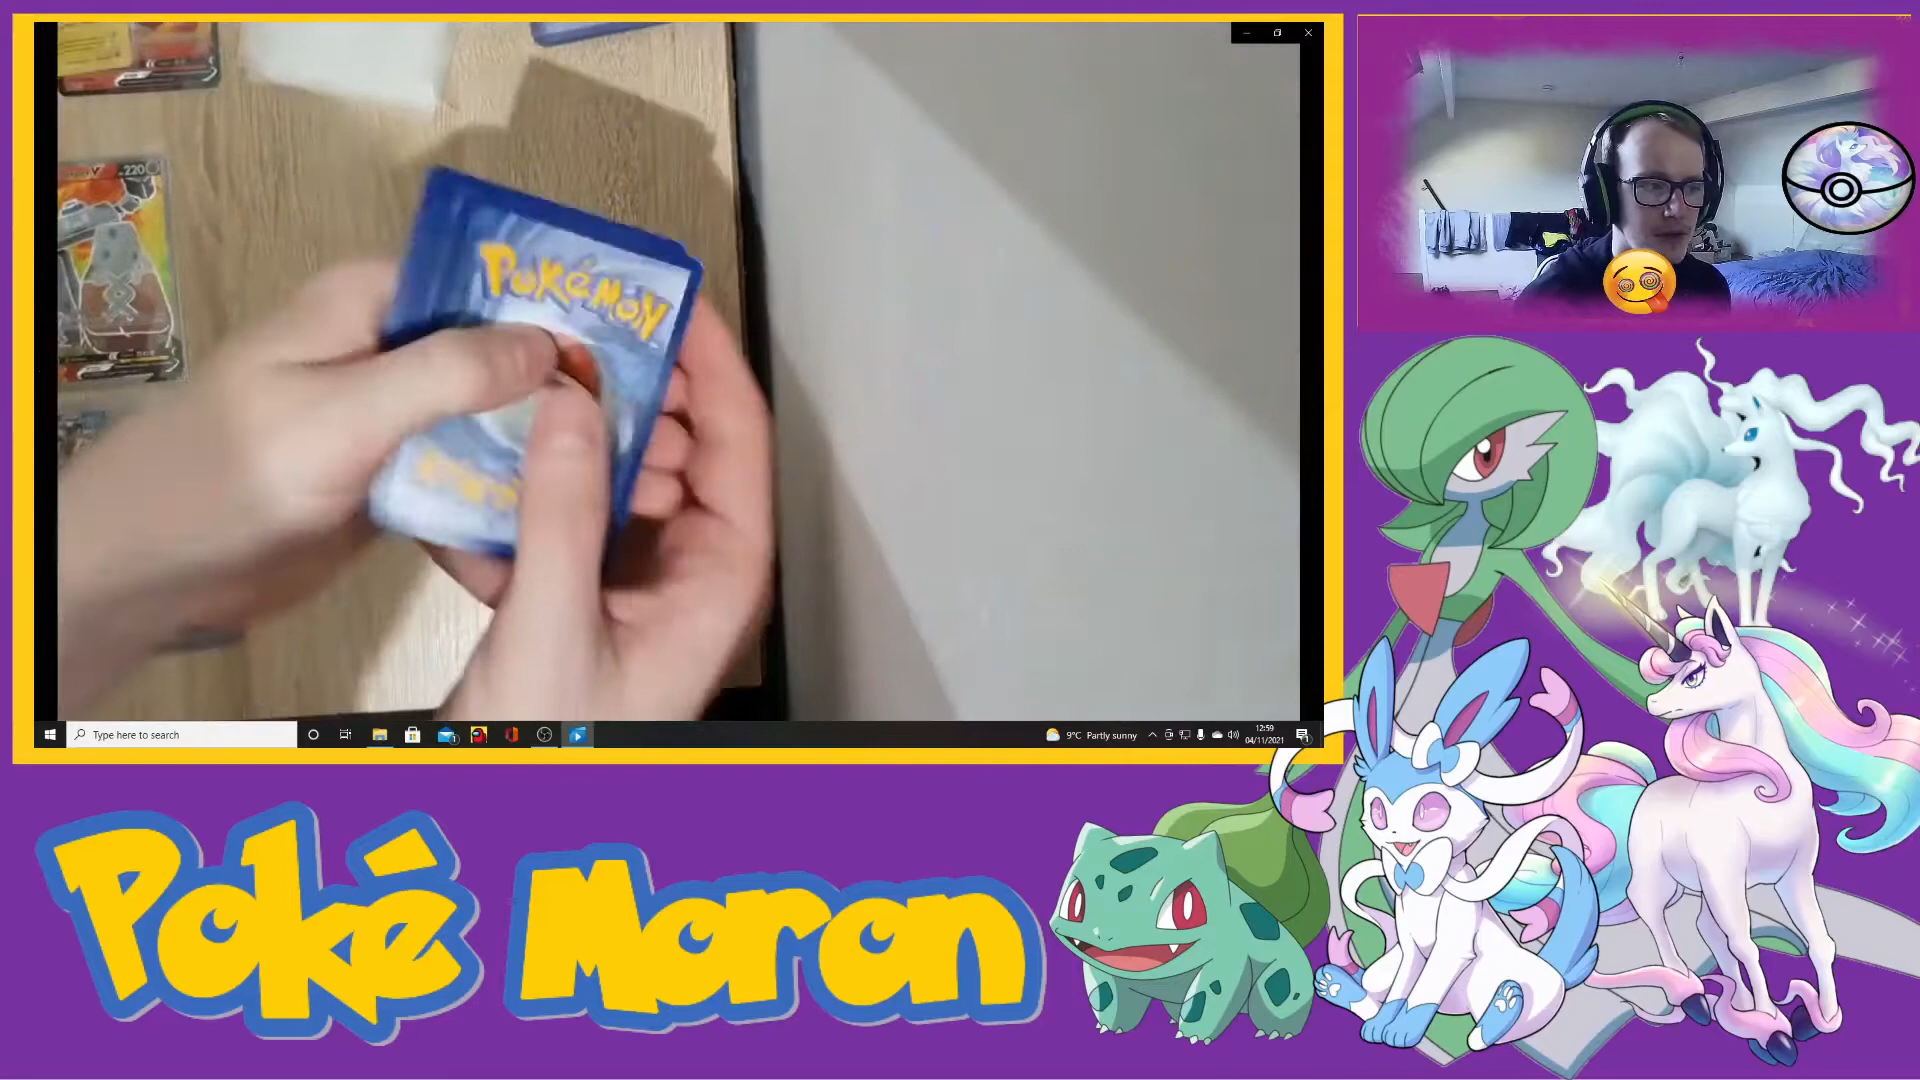 V 220
POKéMON
Type here to search
9°C Partly sunny
12:59
04/11/2021
Poké Moron